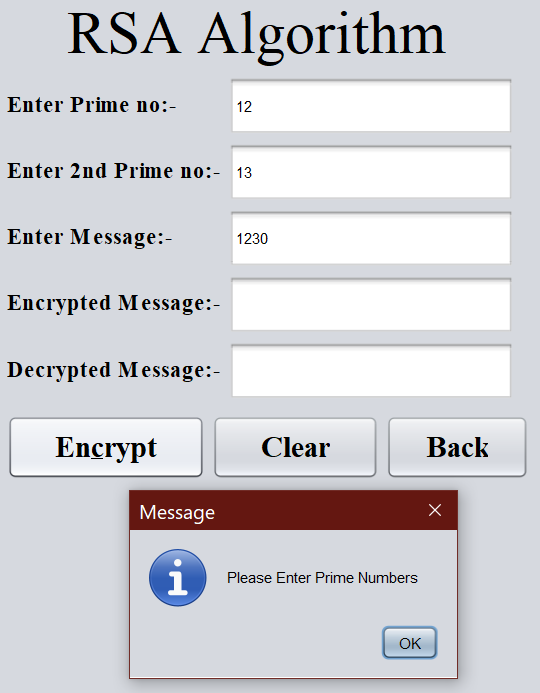 RSA Algorithm
Enter Prime no:- 12
Enter 2nd Prime no:- 13
Enter Message:- 1230
Encrypted Message:-
Decrypted Message:-
Encrypt Clear Back
Message
Please Enter Prime Numbers
OK